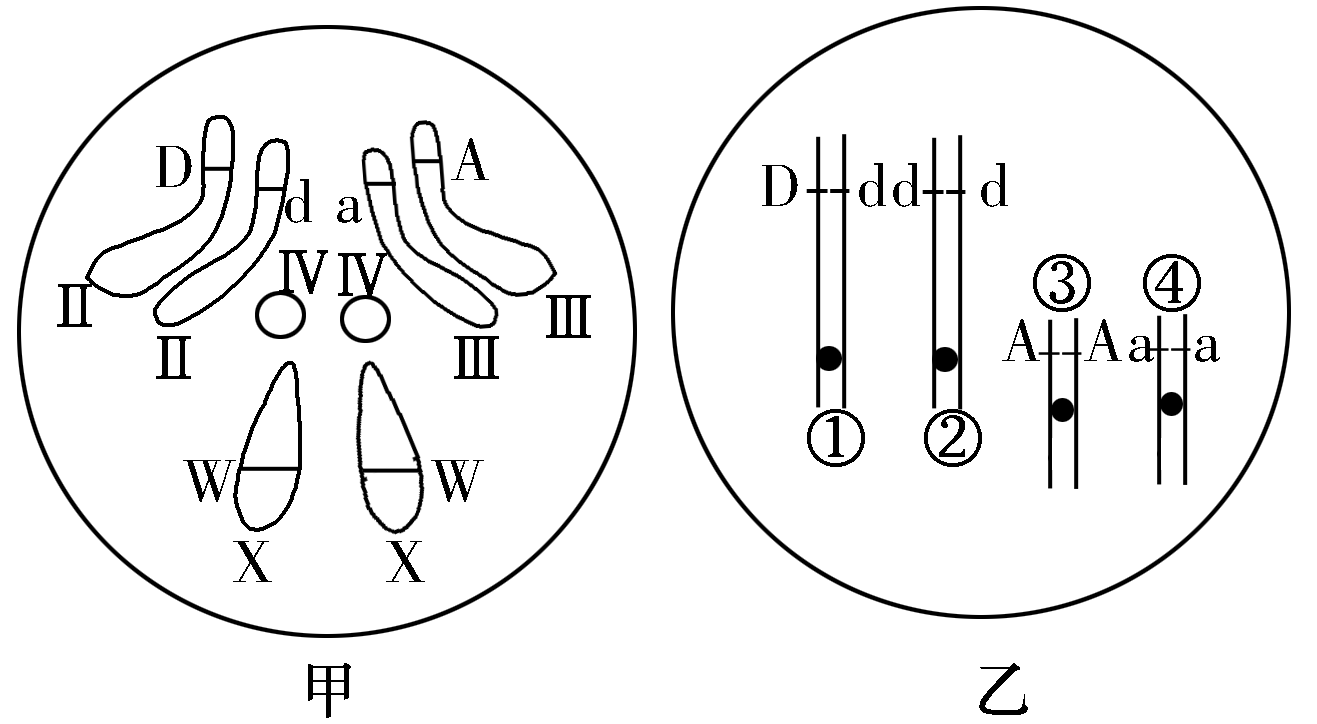 D d a A
Ⅳ Ⅳ
Ⅱ Ⅱ Ⅲ Ⅲ
W W
X X
甲
D d d d
③ ④
A A a a
① ②
乙